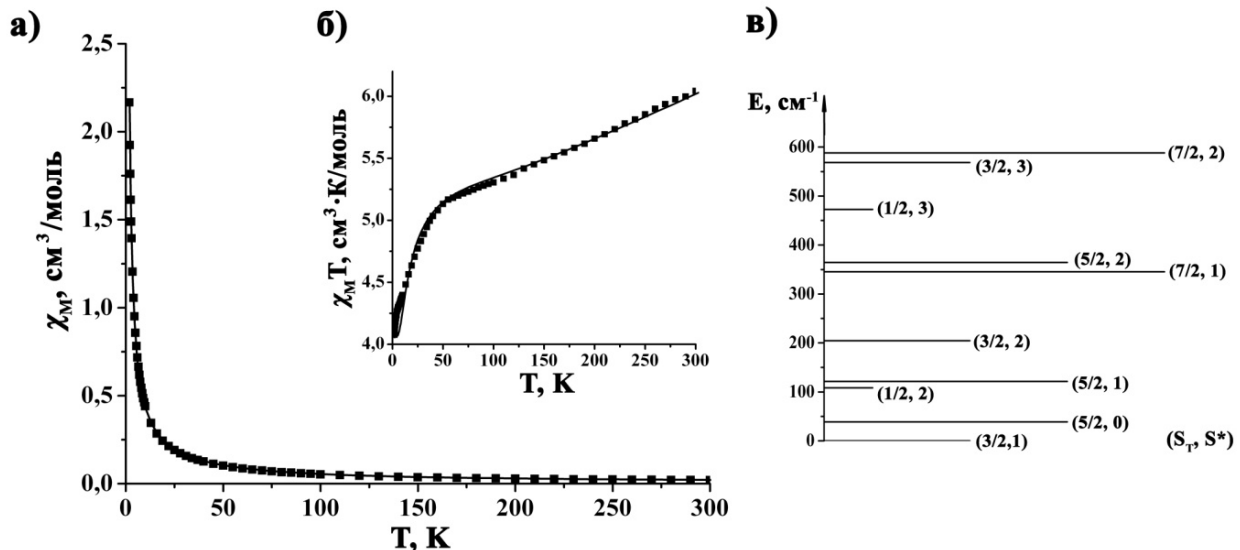 а)
χM, см³/моль
2,5
2,0
1,5
1,0
0,5
0,0
0 50 100 150 200 250 300
T, K
б)
χMT, см³·К/моль
6,0
5,5
5,0
4,5
4,0
0 50 100 150 200 250 300
T, K
в)
E, см⁻¹
600
500
400
300
200
100
0
(7/2, 2)
(3/2, 3)
(1/2, 3)
(5/2, 2)
(7/2, 1)
(3/2, 2)
(5/2, 1)
(1/2, 2)
(5/2, 0)
(3/2,1)
(Sт, S*)